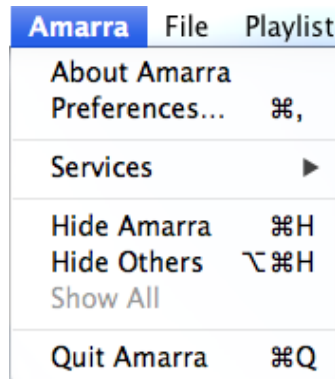 Amarra File Playlist
About Amarra
Preferences... ⌘,
Services ▶
Hide Amarra ⌘H
Hide Others ⌥⌘H
Show All
Quit Amarra ⌘Q